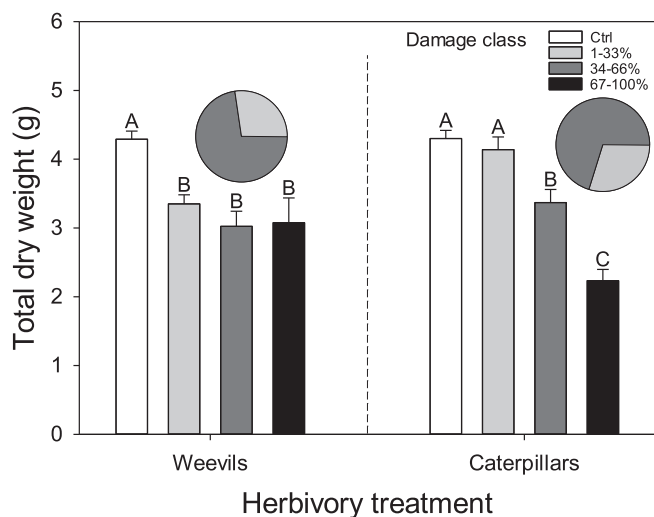 Damage class
Ctrl
1-33%
34-66%
67-100%
Total dry weight (g)
6
5
4
3
2
1
0
A
B
B
B
A
A
B
C
Weevils
Caterpillars
Herbivory treatment